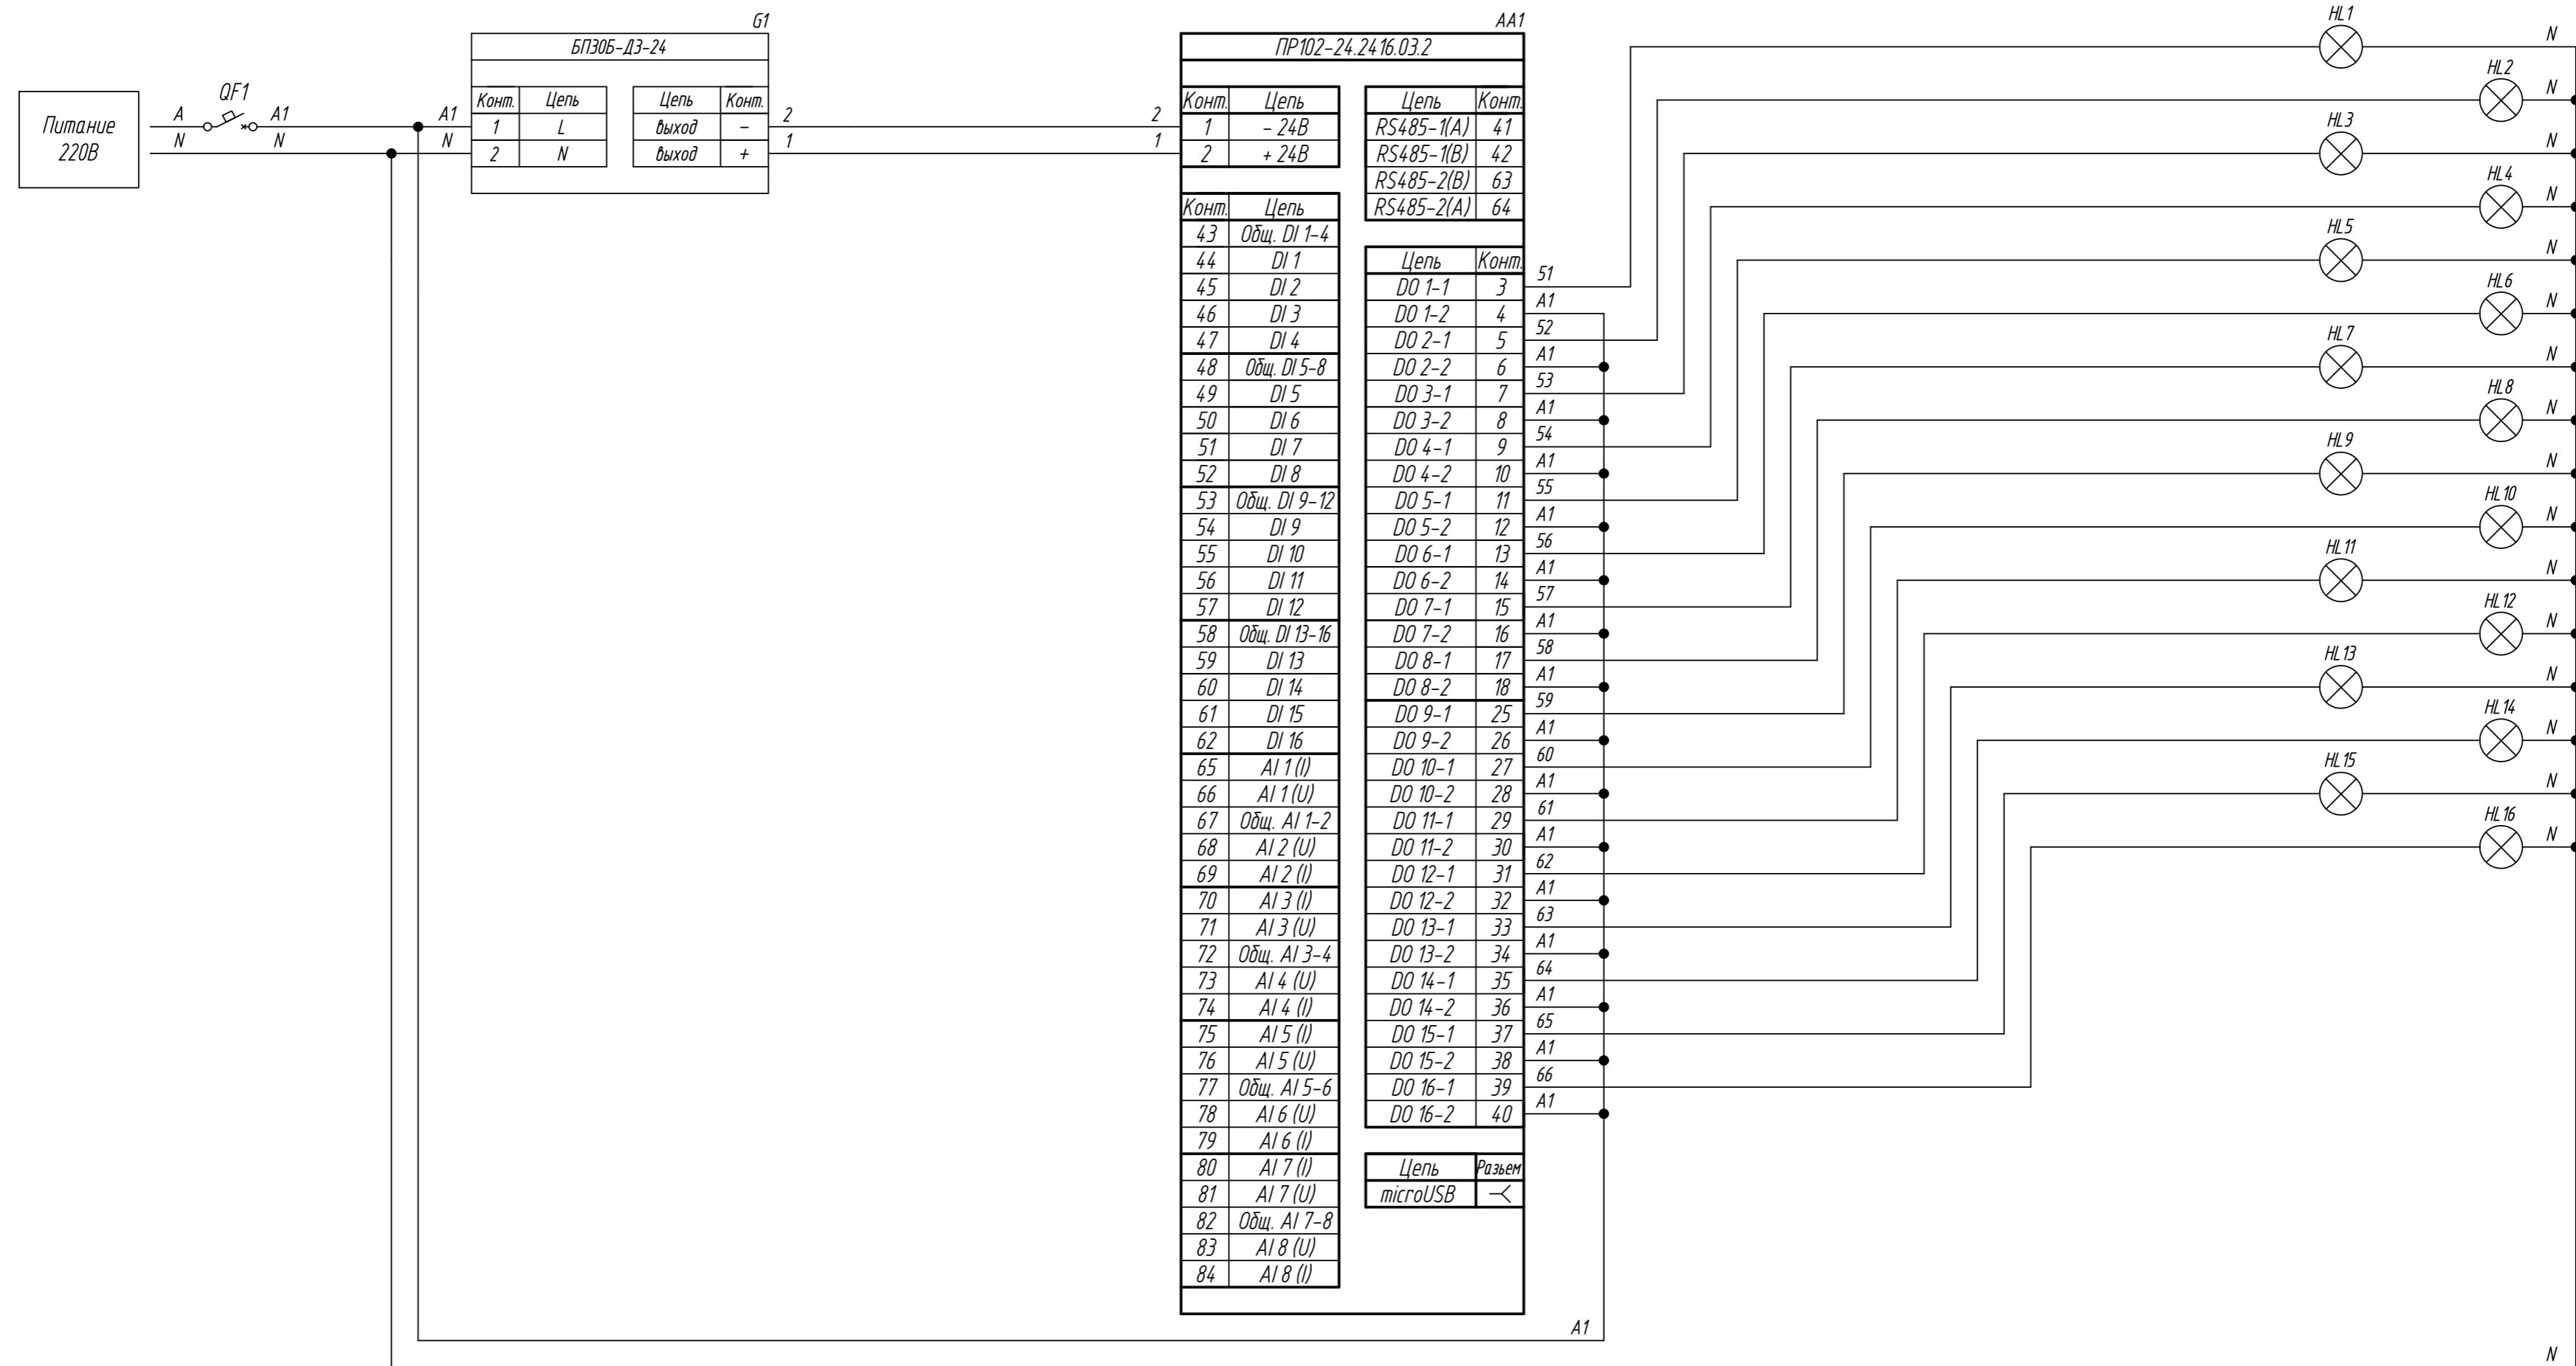 G1
БП30Б-Д3-24
Конт. Цепь Цепь Конт.
1 L выход -
2 N выход +
Питание
220В
A QF1 A1 A1
N N N
2 2
1 1
AA1
ПР102-24.2416.03.2
Конт. Цепь
1 - 24В
2 + 24В
Конт. Цепь
43 Общ. DI 1-4
44 DI 1
45 DI 2
46 DI 3
47 DI 4
48 Общ. DI 5-8
49 DI 5
50 DI 6
51 DI 7
52 DI 8
53 Общ. DI 9-12
54 DI 9
55 DI 10
56 DI 11
57 DI 12
58 Общ. DI 13-16
59 DI 13
60 DI 14
61 DI 15
62 DI 16
65 AI 1 (I)
66 AI 1 (U)
67 Общ. AI 1-2
68 AI 2 (U)
69 AI 2 (I)
70 AI 3 (I)
71 AI 3 (U)
72 Общ. AI 3-4
73 AI 4 (U)
74 AI 4 (I)
75 AI 5 (I)
76 AI 5 (U)
77 Общ. AI 5-6
78 AI 6 (U)
79 AI 6 (I)
80 AI 7 (I)
81 AI 7 (U)
82 Общ. AI 7-8
83 AI 8 (U)
84 AI 8 (I)
Цепь Конт.
RS485-1(A) 41
RS485-1(B) 42
RS485-2(B) 63
RS485-2(A) 64
Цепь Конт.
DO 1-1 3 51
DO 1-2 4 A1
DO 2-1 5 52
DO 2-2 6 A1
DO 3-1 7 53
DO 3-2 8 A1
DO 4-1 9 54
DO 4-2 10 A1
DO 5-1 11 55
DO 5-2 12 A1
DO 6-1 13 56
DO 6-2 14 A1
DO 7-1 15 57
DO 7-2 16 A1
DO 8-1 17 58
DO 8-2 18 A1
DO 9-1 25 59
DO 9-2 26 A1
DO 10-1 27 60
DO 10-2 28 A1
DO 11-1 29 61
DO 11-2 30 A1
DO 12-1 31 62
DO 12-2 32 A1
DO 13-1 33 63
DO 13-2 34 A1
DO 14-1 35 64
DO 14-2 36 A1
DO 15-1 37 65
DO 15-2 38 A1
DO 16-1 39 66
DO 16-2 40 A1
Цепь Разьем
microUSB
A1
HL1 N
HL2 N
HL3 N
HL4 N
HL5 N
HL6 N
HL7 N
HL8 N
HL9 N
HL10 N
HL11 N
HL12 N
HL13 N
HL14 N
HL15 N
HL16 N
N